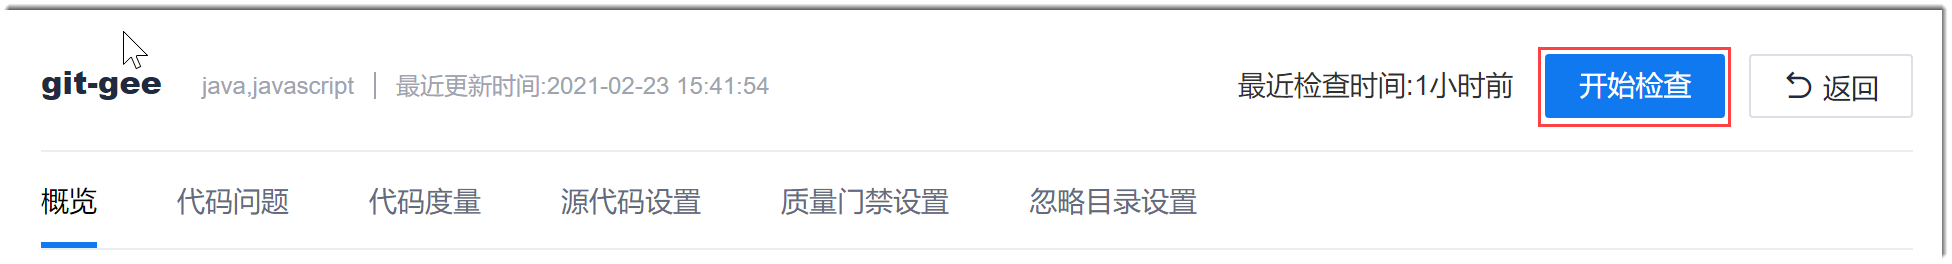 git-gee java,javascript 最近更新时间:2021-02-23 15:41:54 最近检查时间:1小时前 开始检查 返回
概览 代码问题 代码度量 源代码设置 质量门禁设置 忽略目录设置